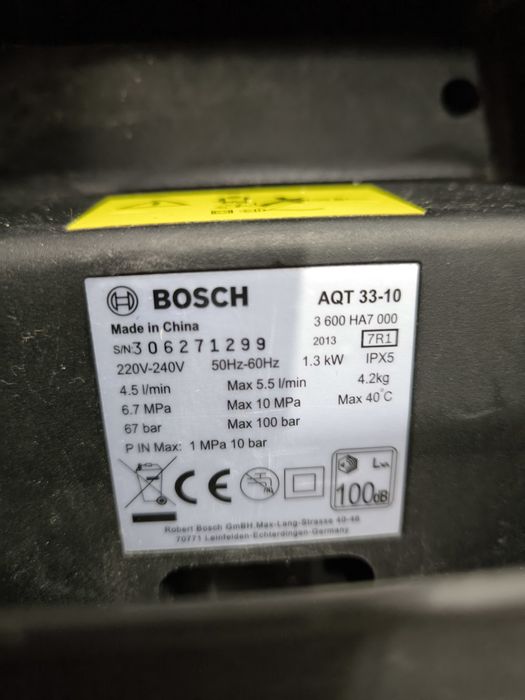 BOSCH
AQT 33-10
Made in China
3 600 HA7 000
S/N: 306271299
2013 7R1
220V-240V 50Hz-60Hz 1.3 kW IPX5
4.5 l/min Max 5.5 l/min 4.2kg
6.7 MPa Max 10 MPa Max 40°C
67 bar Max 100 bar
P IN Max: 1 MPa 10 bar
CE
LWA
100dB
Robert Bosch GmBH Max-Lang-Strasse 40-46
70771 Leinfelden-Echterdingen-Germany